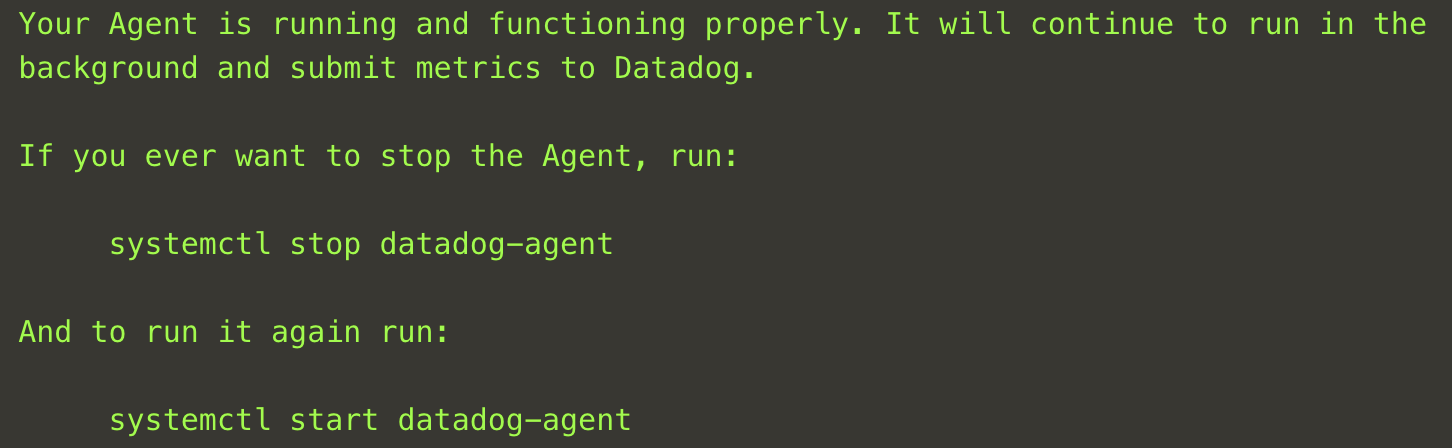 Your Agent is running and functioning properly. It will continue to run in the
background and submit metrics to Datadog.
If you ever want to stop the Agent, run:
systemctl stop datadog-agent
And to run it again run:
systemctl start datadog-agent